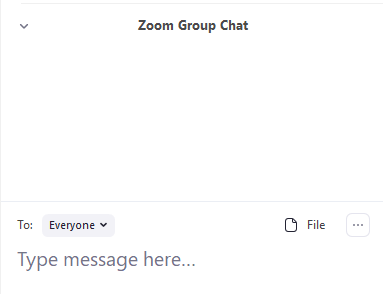 Zoom Group Chat
To: Everyone File
Type message here...